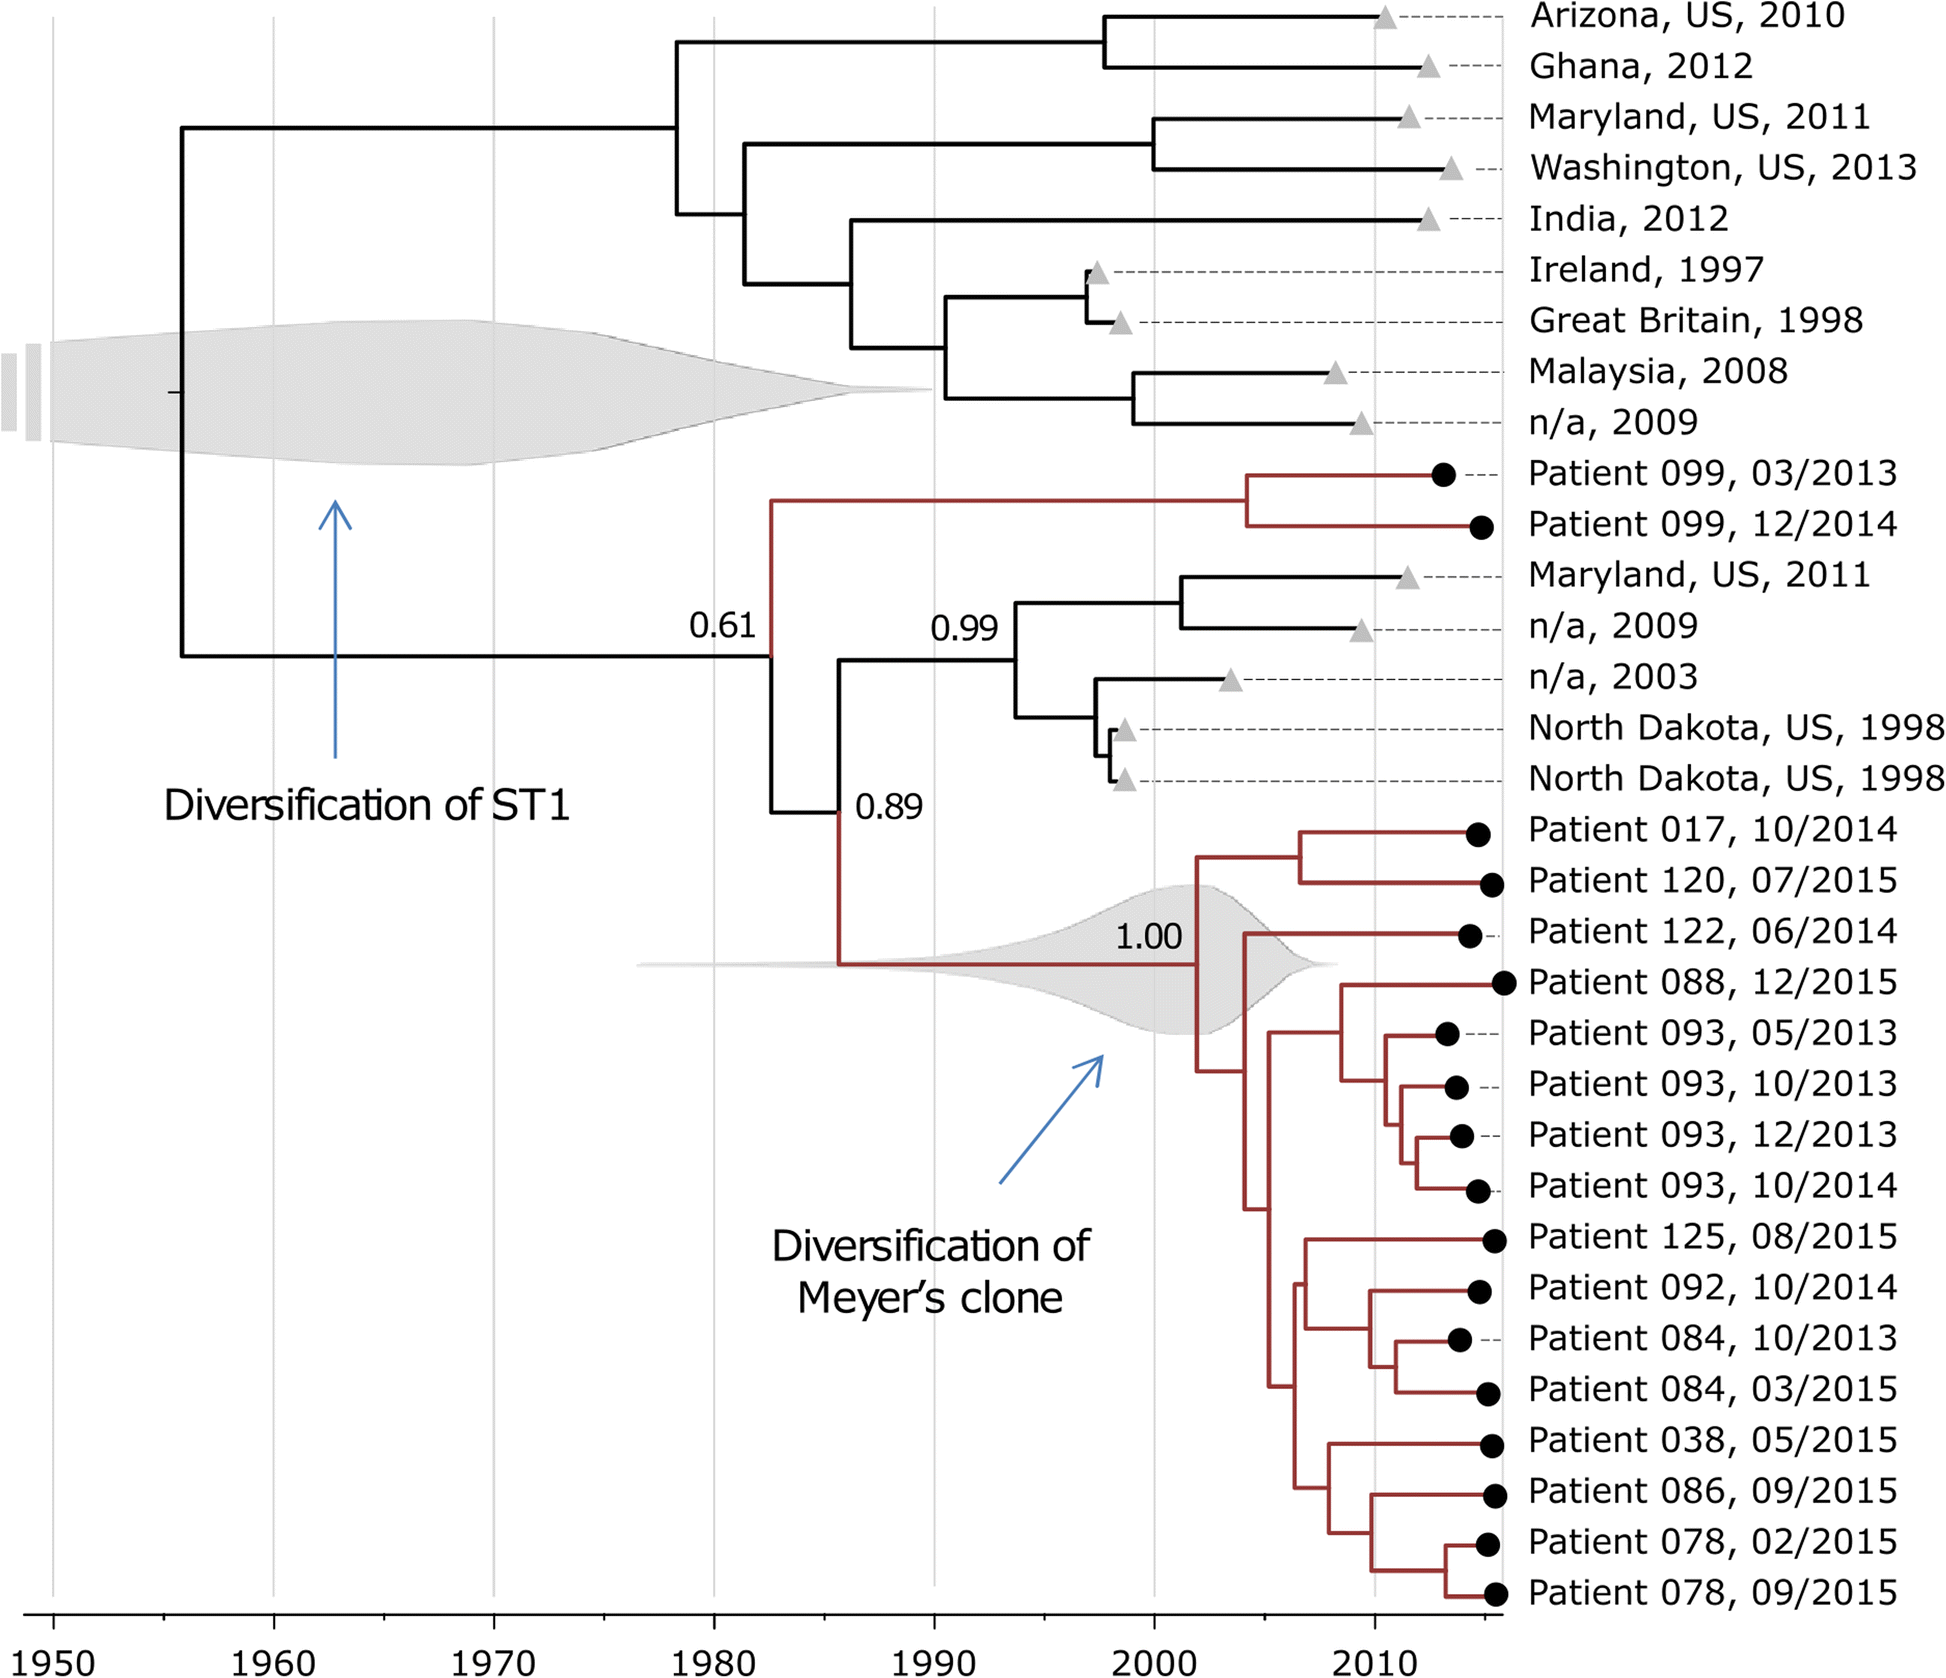 Arizona, US, 2010
Ghana, 2012
Maryland, US, 2011
Washington, US, 2013
India, 2012
Ireland, 1997
Great Britain, 1998
Malaysia, 2008
n/a, 2009
Patient 099, 03/2013
Patient 099, 12/2014
Maryland, US, 2011
0.61
0.99
n/a, 2009
n/a, 2003
North Dakota, US, 1998
North Dakota, US, 1998
Diversification of ST1
0.89
Patient 017, 10/2014
Patient 120, 07/2015
1.00
Patient 122, 06/2014
Patient 088, 12/2015
Patient 093, 05/2013
Patient 093, 10/2013
Patient 093, 12/2013
Patient 093, 10/2014
Diversification of
Meyer’s clone
Patient 125, 08/2015
Patient 092, 10/2014
Patient 084, 10/2013
Patient 084, 03/2015
Patient 038, 05/2015
Patient 086, 09/2015
Patient 078, 02/2015
Patient 078, 09/2015
1950 1960 1970 1980 1990 2000 2010